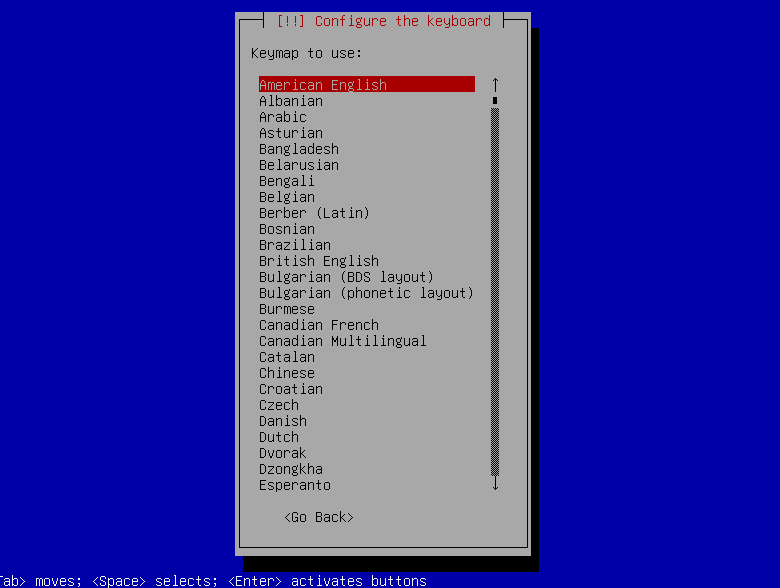 [!!] Configure the keyboard
Keymap to use:
American English
Albanian
Arabic
Asturian
Bangladesh
Belarusian
Bengali
Belgian
Berber (Latin)
Bosnian
Brazilian
British English
Bulgarian (BDS layout)
Bulgarian (phonetic layout)
Burmese
Canadian French
Canadian Multilingual
Catalan
Chinese
Croatian
Czech
Danish
Dutch
Dvorak
Dzongkha
Esperanto
<Go Back>
Tab> moves; <Space> selects; <Enter> activates buttons